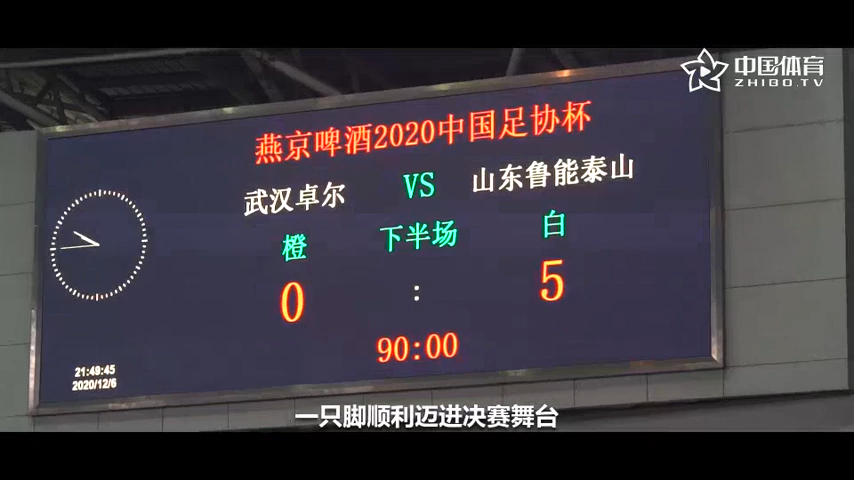 中国体育
ZHIBO.TV
燕京啤酒2020中国足协杯
武汉卓尔 VS 山东鲁能泰山
橙 下半场 白
0 : 5
90:00
21:49:45
2020/12/6
一只脚顺利迈进决赛舞台